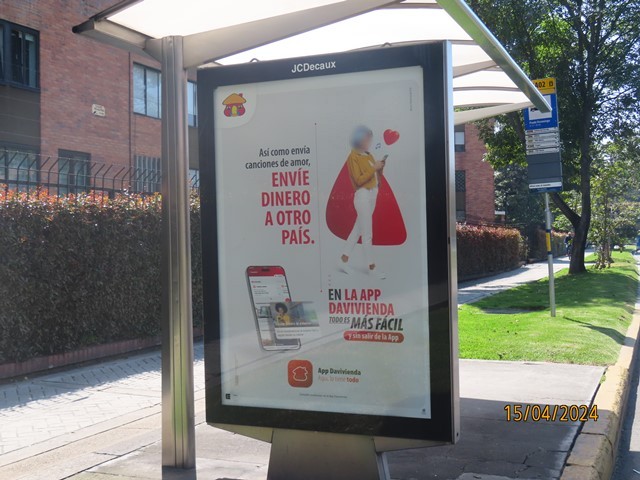 JCDecaux
Así como envía
canciones de amor,
ENVÍE
DINERO
A OTRO
PAÍS.
EN LA APP
DAVIVIENDA
TODO ES MÁS FÁCIL
y sin salir de la App
App Davivienda
602 D
15/04/2024